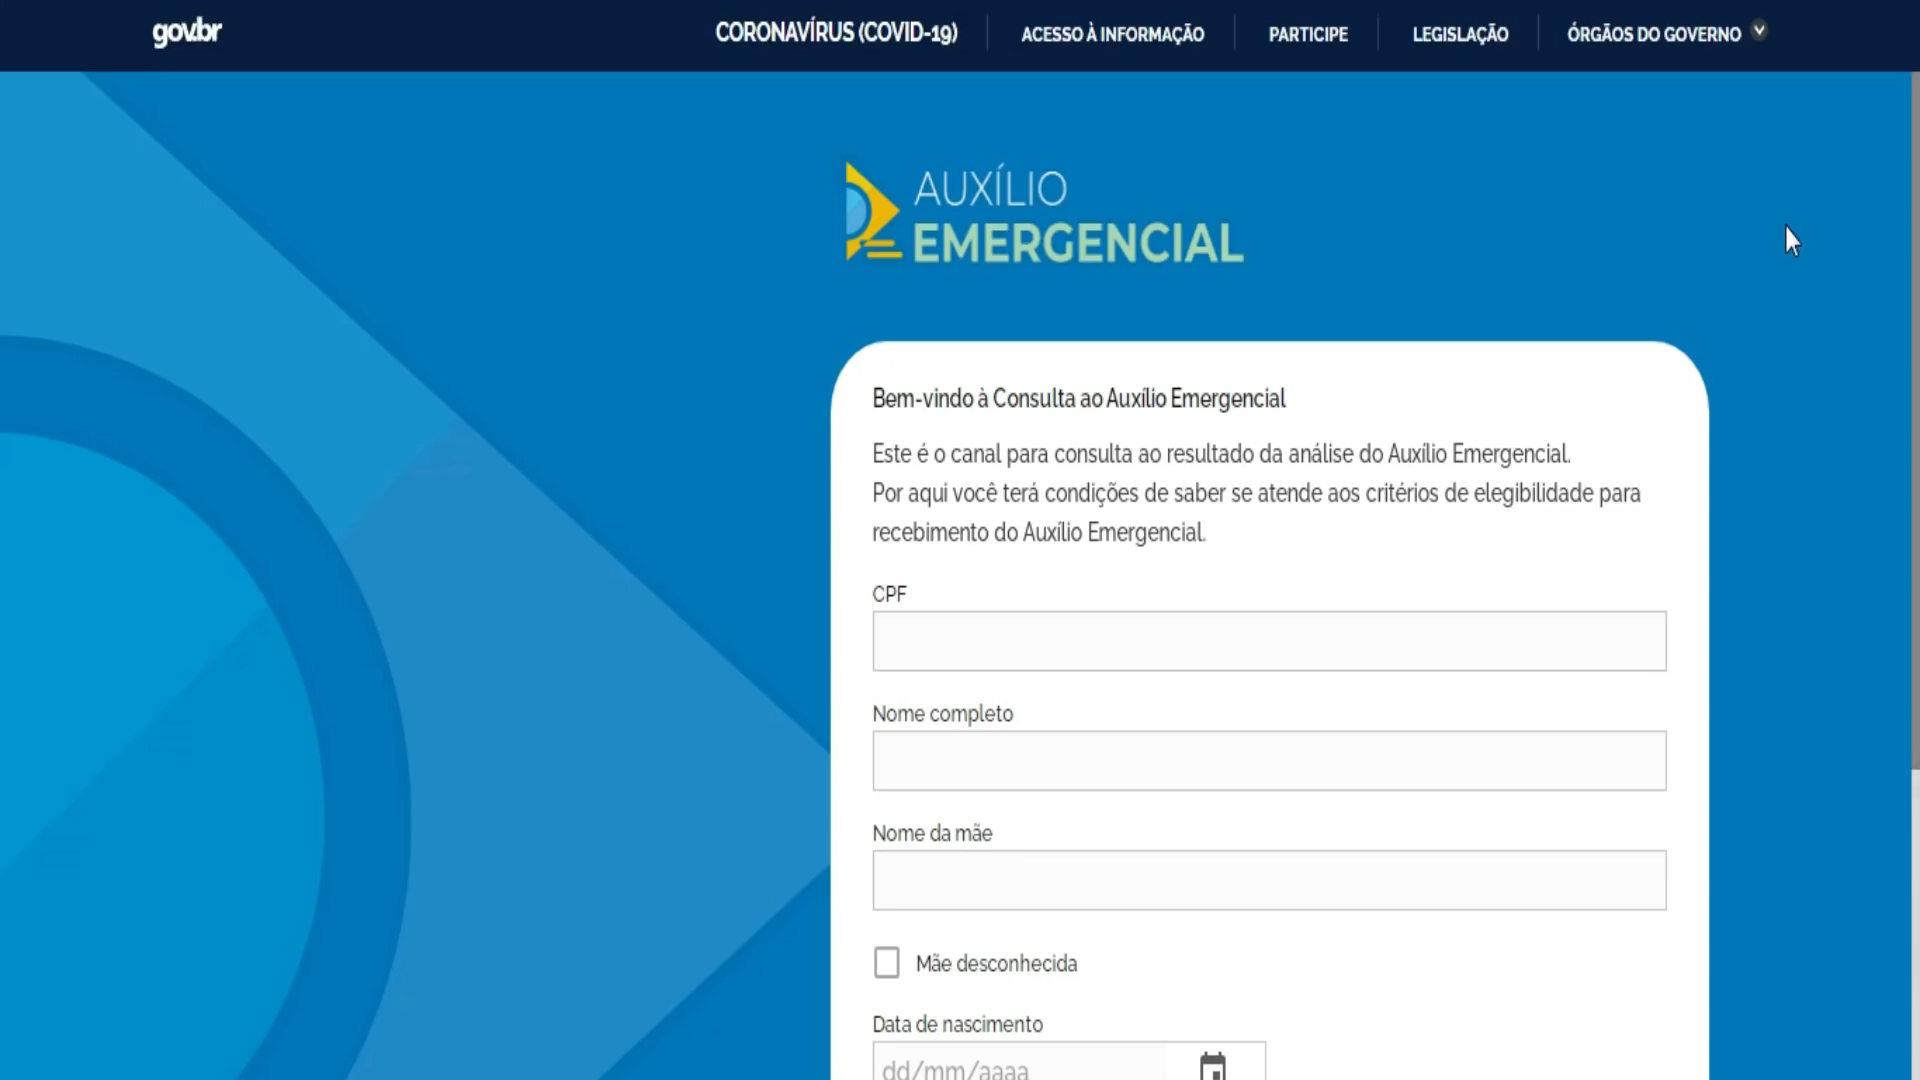 gov.br
CORONAVÍRUS (COVID-19)
ACESSO À INFORMAÇÃO
PARTICIPE
LEGISLAÇÃO
ÓRGÃOS DO GOVERNO
AUXÍLIO
EMERGENCIAL
Bem-vindo à Consulta ao Auxílio Emergencial
Este é o canal para consulta ao resultado da análise do Auxílio Emergencial.
Por aqui você terá condições de saber se atende aos critérios de elegibilidade para
recebimento do Auxílio Emergencial.
CPF
Nome completo
Nome da mãe
Mãe desconhecida
Data de nascimento
dd/mm/aaaa